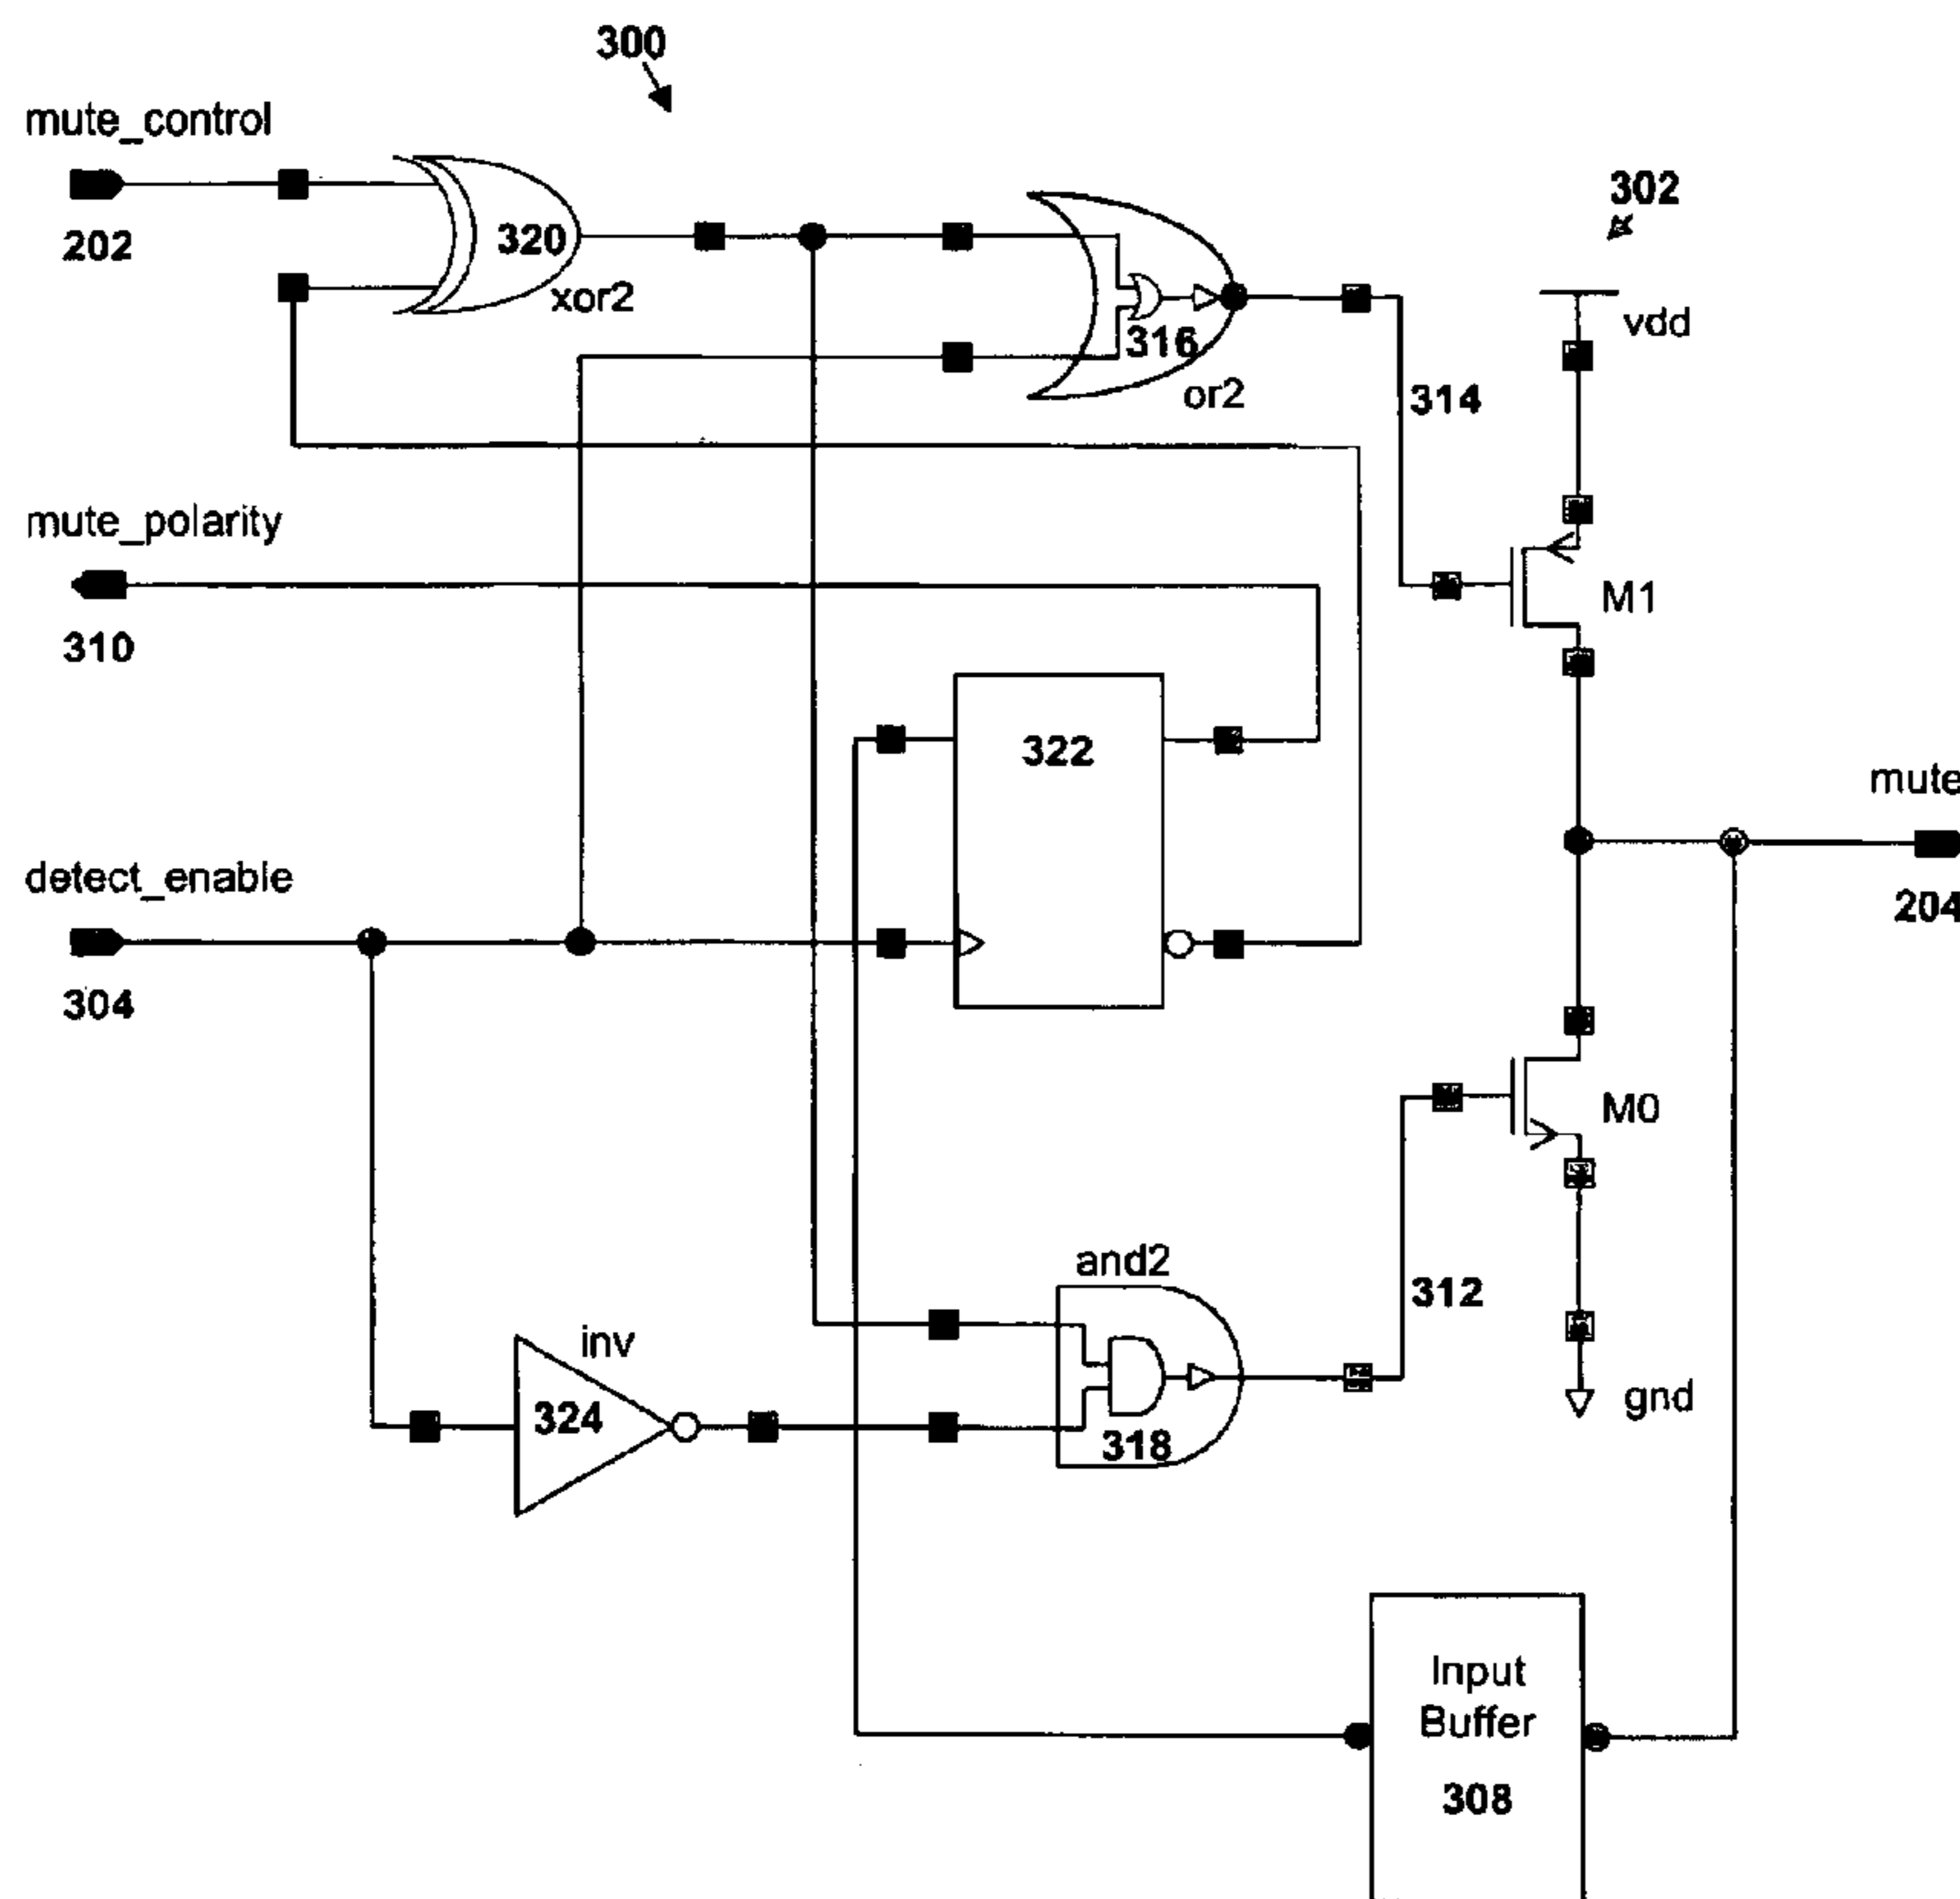 300
mute_control
202
320
xor2
316
or2
302
vdd
314
M1
mute_polarity
310
322
mute
204
detect_enable
304
M0
312
gnd
and2
318
inv
324
Input
Buffer
308